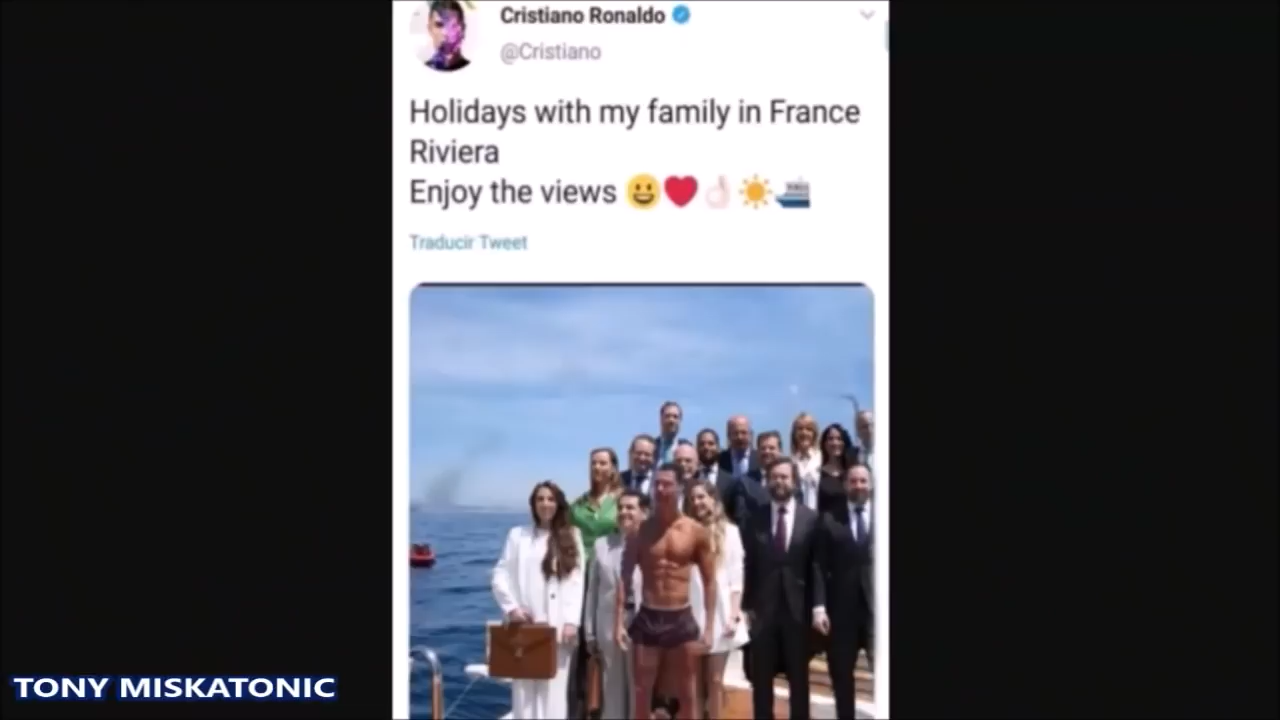 Cristiano Ronaldo
@Cristiano
Holidays with my family in France
Riviera
Enjoy the views 😃❤️👌🏻☀️🛳️
Traducir Tweet
TONY MISKATONIC